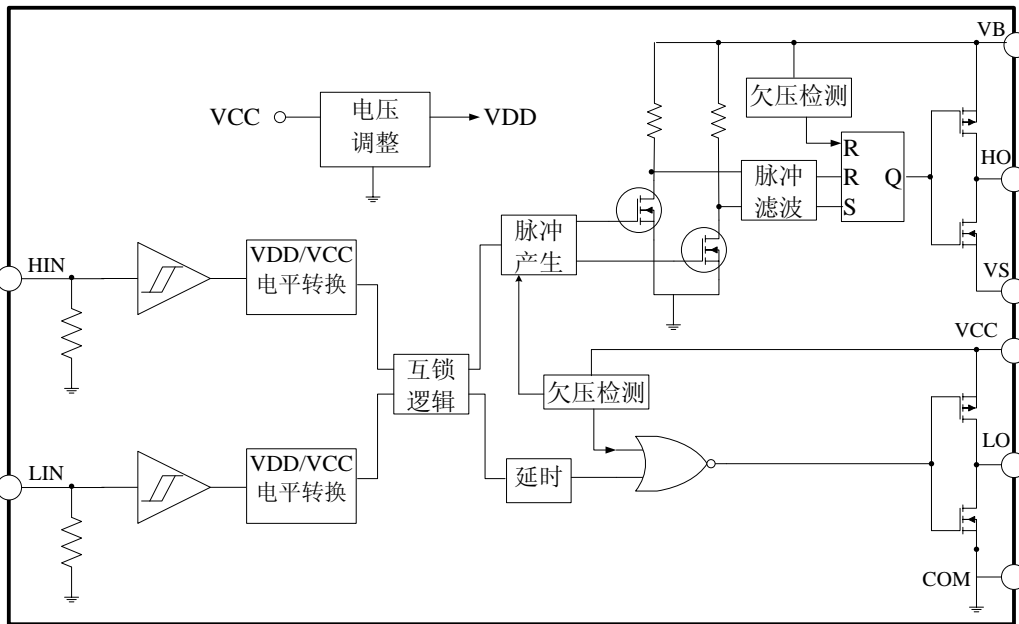 VB
VCC
电压
调整
VDD
欠压检测
R
R
S
Q
HO
脉冲
滤波
脉冲
产生
HIN
VDD/VCC
电平转换
VS
VCC
互锁
逻辑
欠压检测
LIN
VDD/VCC
电平转换
延时
LO
COM